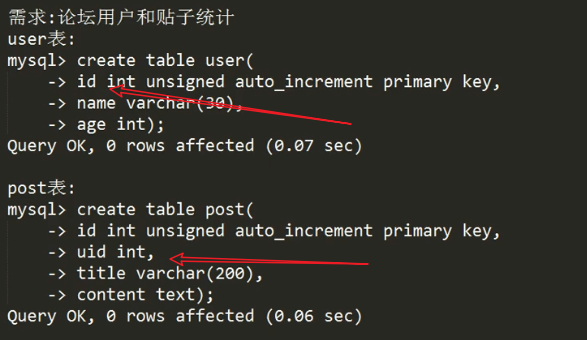 需求:论坛用户和贴子统计
user表:
mysql> create table user(
    -> id int unsigned auto_increment primary key,
    -> name varchar(30),
    -> age int);
Query OK, 0 rows affected (0.07 sec)

post表:
mysql> create table post(
    -> id int unsigned auto_increment primary key,
    -> uid int,
    -> title varchar(200),
    -> content text);
Query OK, 0 rows affected (0.06 sec)